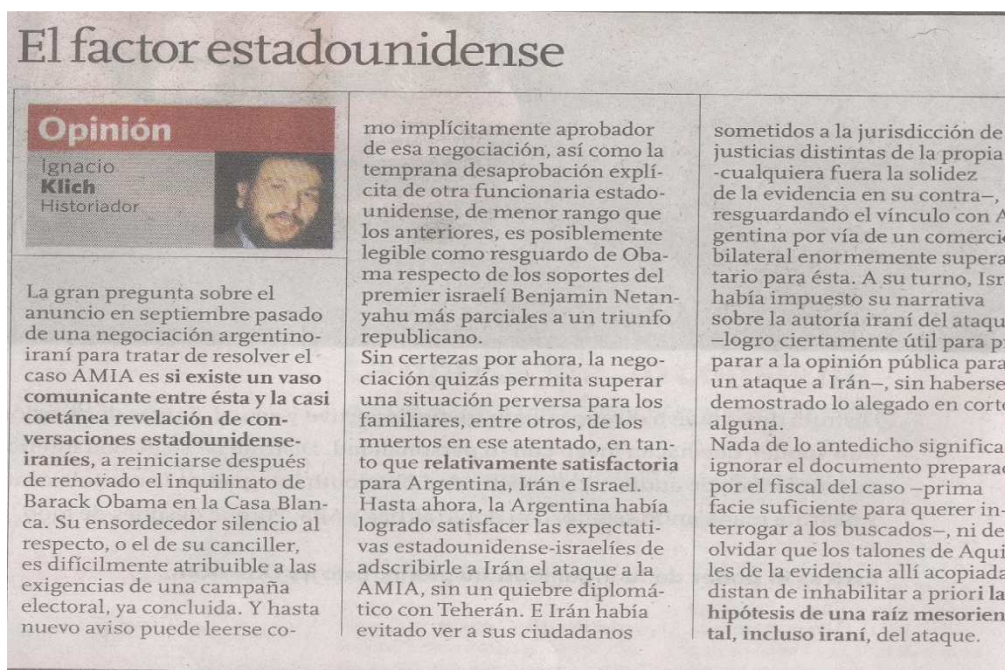 El factor estadounidense
Opinión
Ignacio
Klich
Historiador
La gran pregunta sobre el
anuncio en septiembre pasado
de una negociación argentino-
iraní para tratar de resolver el
caso AMIA es si existe un vaso
comunicante entre ésta y la casi
coetánea revelación de con-
versaciones estadounidense-
iraníes, a reiniciarse después
de renovado el inquilinato de
Barack Obama en la Casa Blan-
ca. Su ensordecedor silencio al
respecto, o el de su canciller,
es difícilmente atribuible a las
exigencias de una campaña
electoral, ya concluida. Y hasta
nuevo aviso puede leerse co-
mo implícitamente aprobador
de esa negociación, así como la
temprana desaprobación explí-
cita de otra funcionaria estado-
unidense, de menor rango que
los anteriores, es posiblemente
legible como resguardo de Oba-
ma respecto de los soportes del
premier israelí Benjamin Netan-
yahu más parciales a un triunfo
republicano.
Sin certezas por ahora, la nego-
ciación quizás permita superar
una situación perversa para los
familiares, entre otros, de los
muertos en ese atentado, en tan-
to que relativamente satisfactoria
para Argentina, Irán e Israel.
Hasta ahora, la Argentina había
logrado satisfacer las expectati-
vas estadounidense-israelíes de
adscribirle a Irán el ataque a la
AMIA, sin un quiebre diplomá-
tico con Teherán. E Irán había
evitado ver a sus ciudadanos
sometidos a la jurisdicción de
justicias distintas de la propia
-cualquiera fuera la solidez
de la evidencia en su contra–,
resguardando el vínculo con A
gentina por vía de un comerci
bilateral enormemente supera
tario para ésta. A su turno, Isr
había impuesto su narrativa
sobre la autoría iraní del ataqu
–logro ciertamente útil para p
parar a la opinión pública para
un ataque a Irán–, sin haberse
demostrado lo alegado en corte
alguna.
Nada de lo antedicho significa
ignorar el documento preparad
por el fiscal del caso –prima
facie suficiente para querer in-
terrogar a los buscados–, ni de
olvidar que los talones de Aqui
les de la evidencia allí acopiada
distan de inhabilitar a priori la
hipótesis de una raíz mesorien
tal, incluso iraní, del ataque.